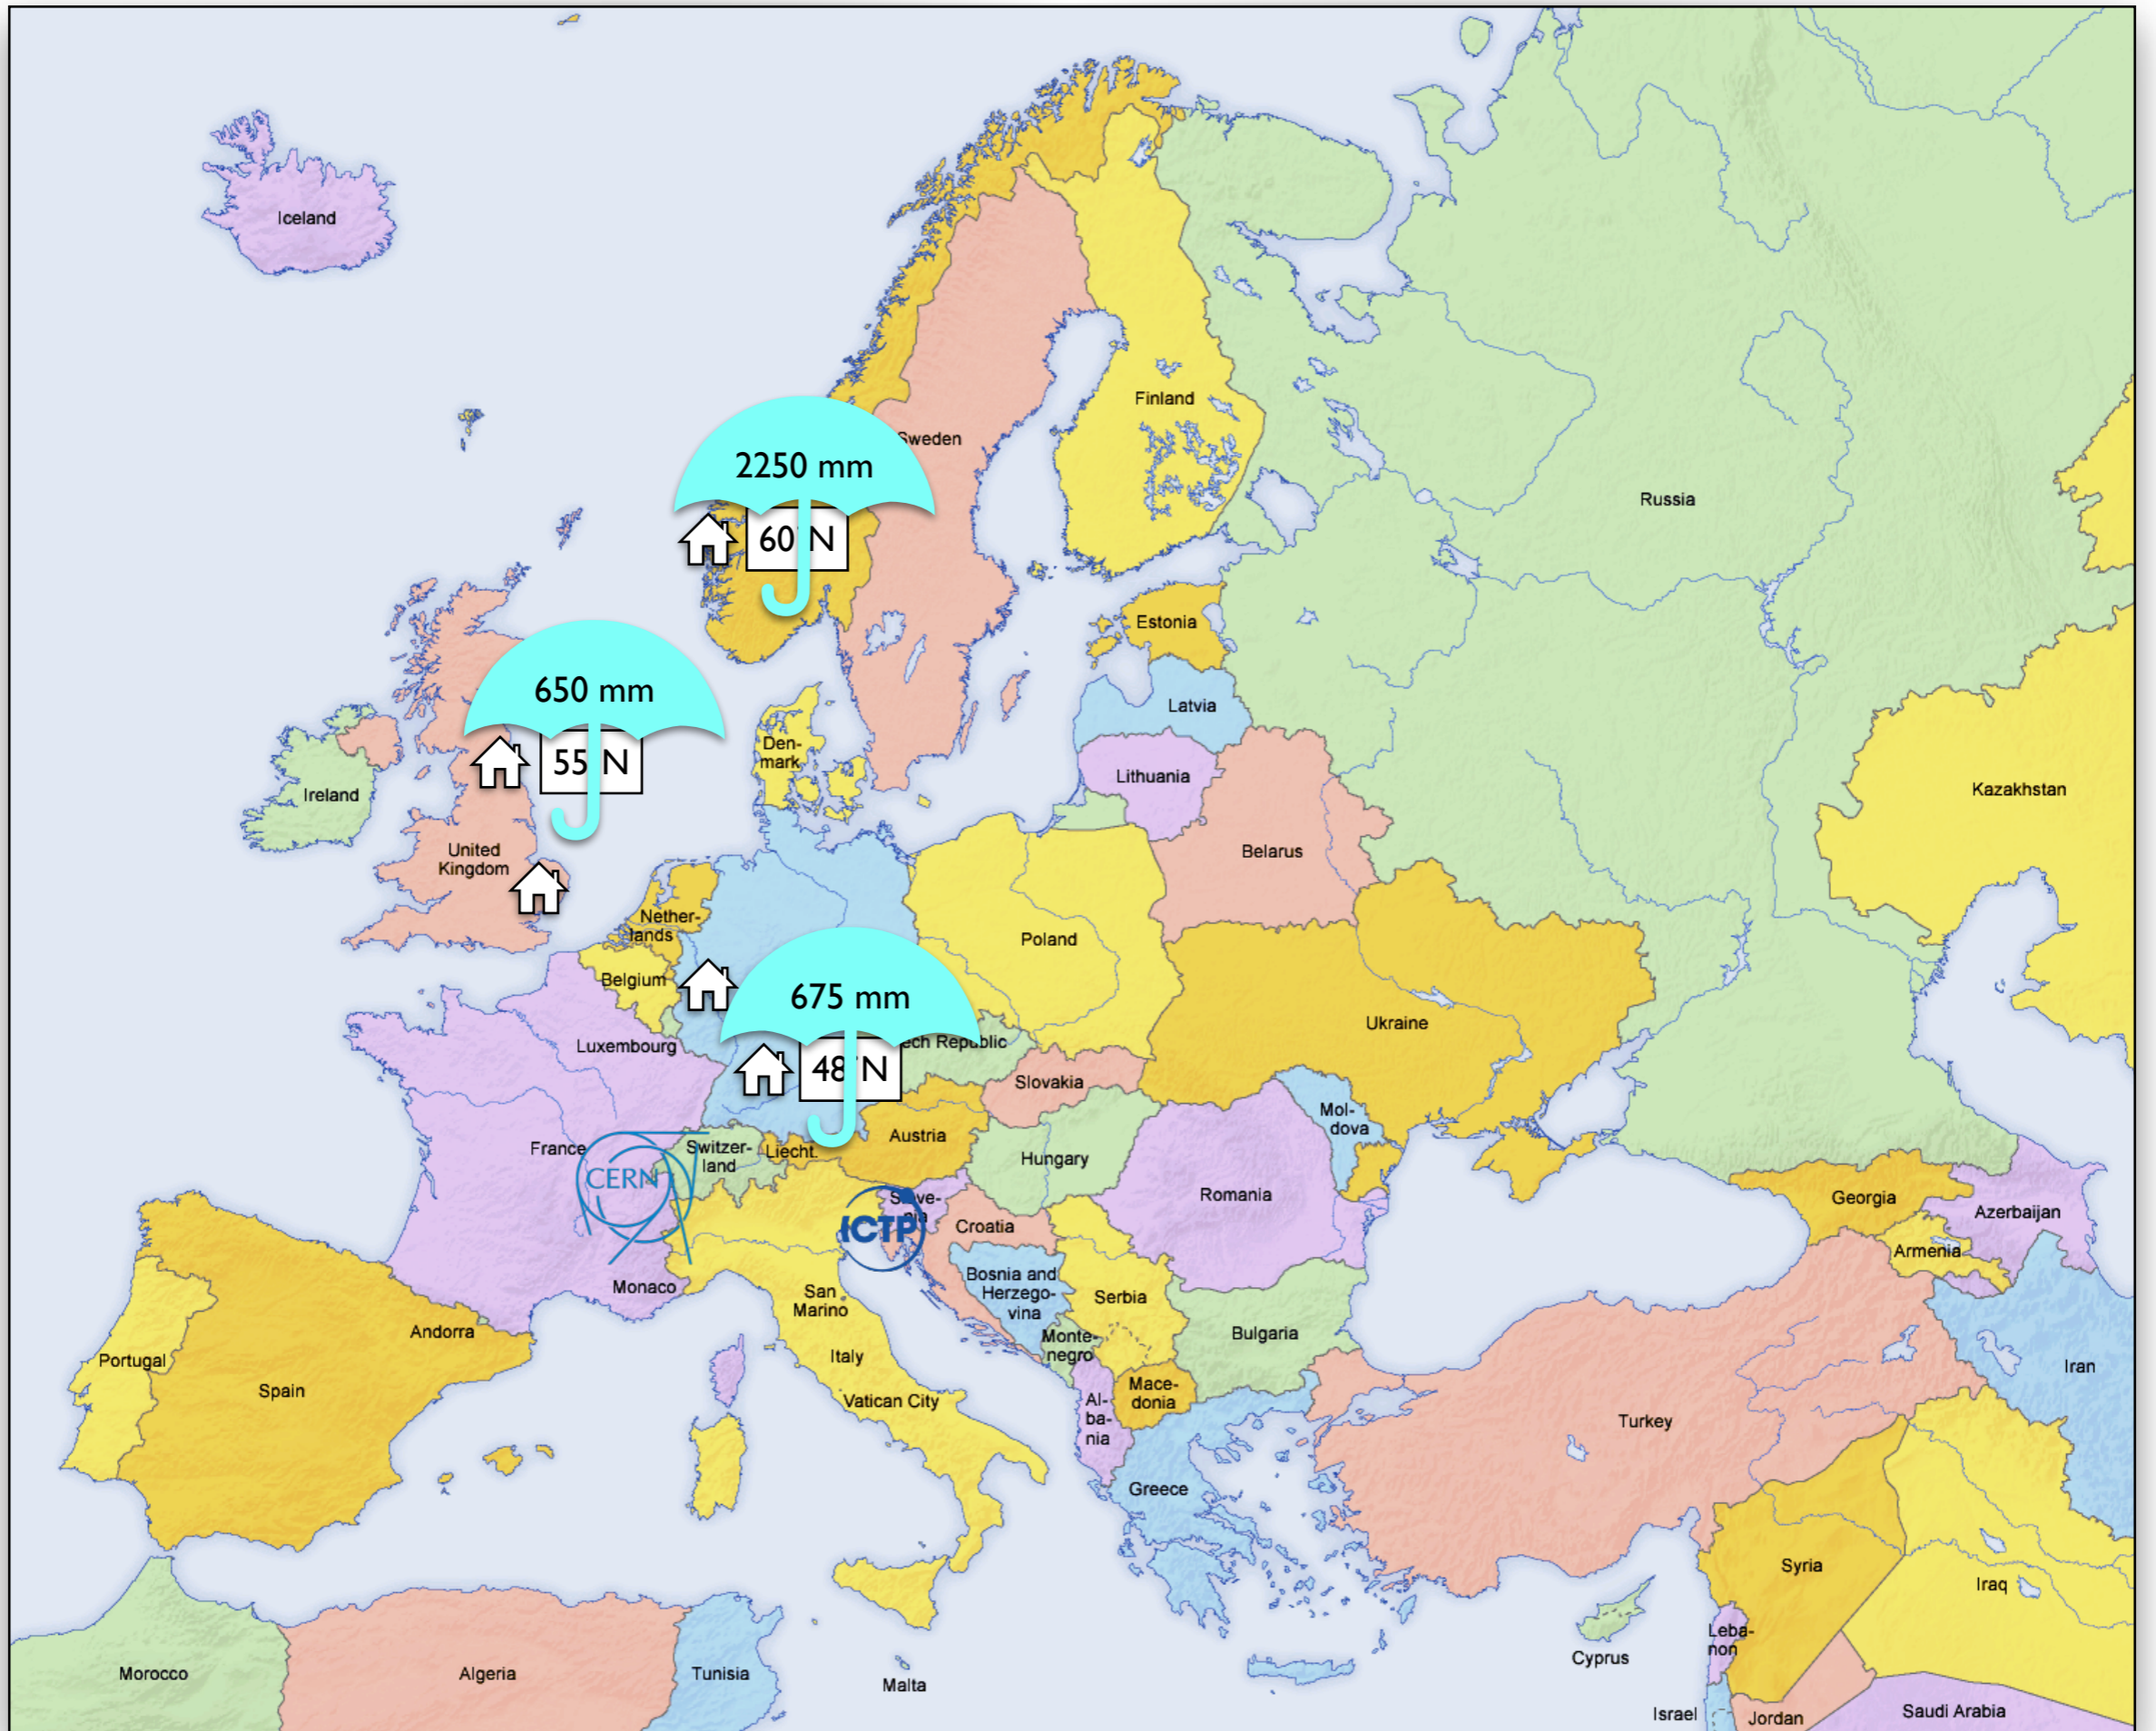 Iceland
Finland
Sweden
2250 mm
Russia
60 N
Estonia
650 mm
Latvia
Den-
mark
55 N
Lithuania
Kazakhstan
Ireland
United
Kingdom
Belarus
Nether-
lands
Poland
Belgium
675 mm
Ukraine
Luxembourg
ech Republic
48 N
Slovakia
Mol-
dova
Austria
France
Switzer-
land
Liecht.
Hungary
CERN
Romania
Georgia
Azerbaijan
Slove-
nia
ICTP
Croatia
Armenia
Monaco
San
Marino
Bosnia and
Herzego-
vina
Serbia
Andorra
Monte-
negro
Bulgaria
Portugal
Italy
Iran
Spain
Vatican City
Al-
ba-
nia
Mace-
donia
Turkey
Greece
Syria
Iraq
Leba-
non
Cyprus
Morocco
Algeria
Tunisia
Malta
Israel
Jordan
Saudi Arabia